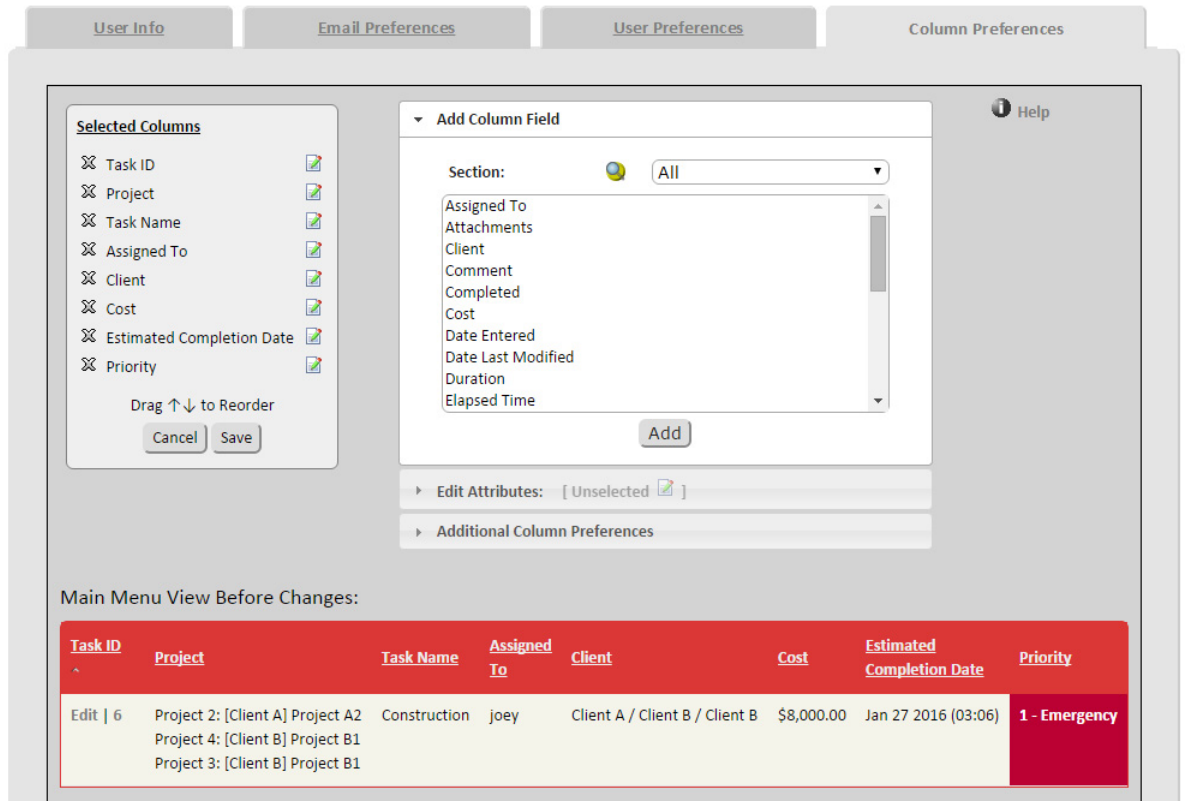 User Info
Email Preferences
User Preferences
Column Preferences
Selected Columns
Task ID
Project
Task Name
Assigned To
Client
Cost
Estimated Completion Date
Priority
Drag ↑↓ to Reorder
Cancel
Save
Add Column Field
Section:
All
Assigned To
Attachments
Client
Comment
Completed
Cost
Date Entered
Date Last Modified
Duration
Elapsed Time
Add
Edit Attributes: [ Unselected ]
Additional Column Preferences
Help
Main Menu View Before Changes:
Task ID
Project
Task Name
Assigned
To
Client
Cost
Estimated
Completion Date
Priority
Edit | 6
Project 2: [Client A] Project A2
Project 4: [Client B] Project B1
Project 3: [Client B] Project B1
Construction
joey
Client A / Client B / Client B
$8,000.00
Jan 27 2016 (03:06)
1 - Emergency